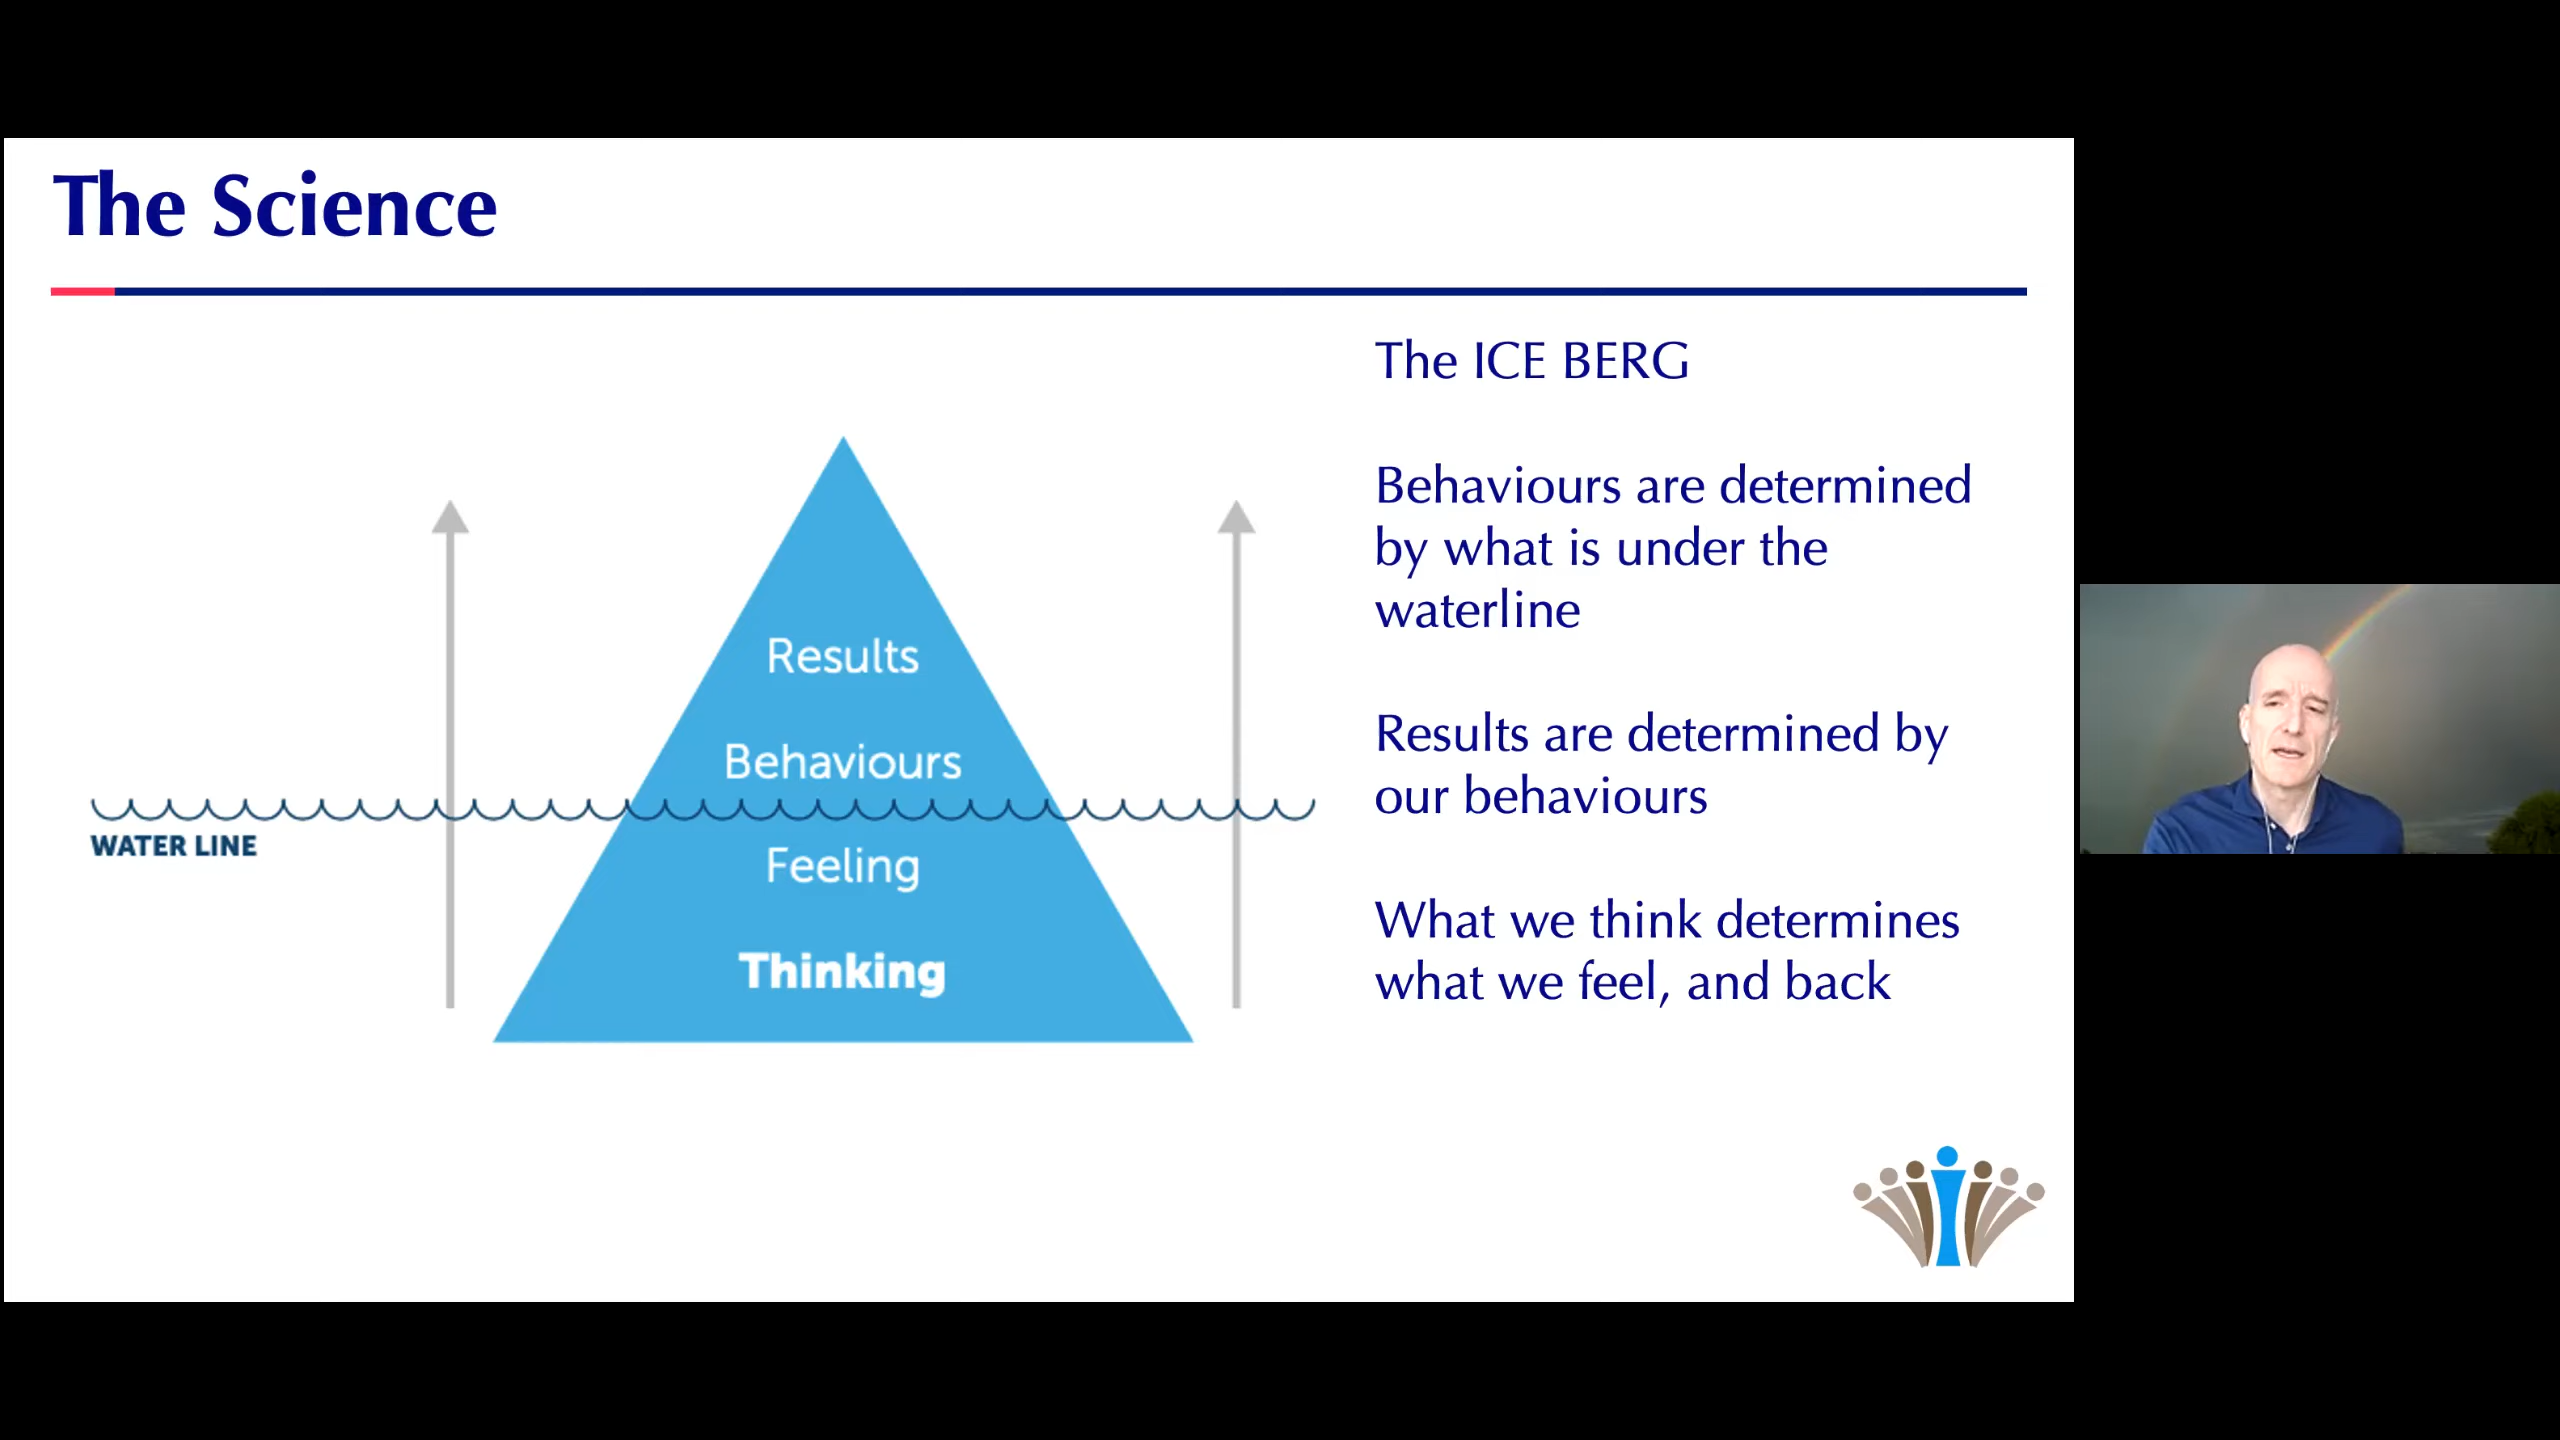 The Science
Results
Behaviours
WATER LINE
Feeling
Thinking
The ICE BERG
Behaviours are determined
by what is under the
waterline
Results are determined by
our behaviours
What we think determines
what we feel, and back